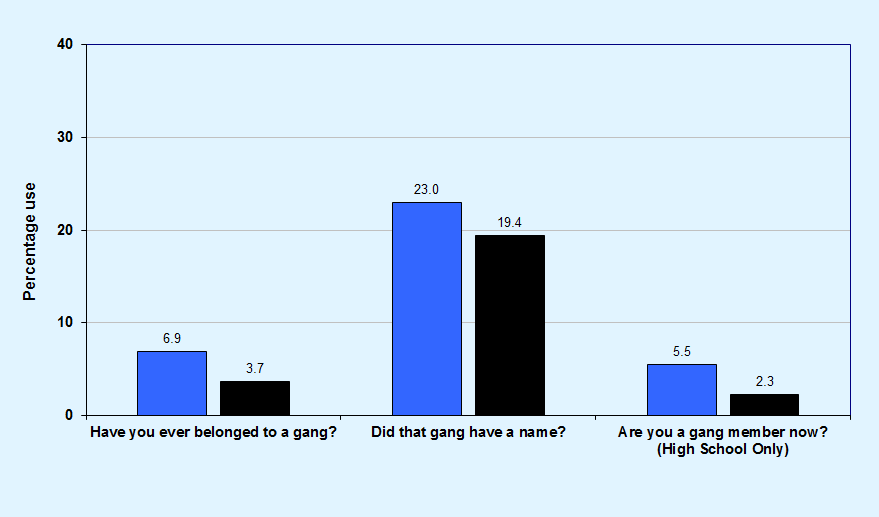 40
30
20
10
0
Percentage use
6.9
3.7
23.0
19.4
5.5
2.3
Have you ever belonged to a gang?
Did that gang have a name?
Are you a gang member now?
(High School Only)